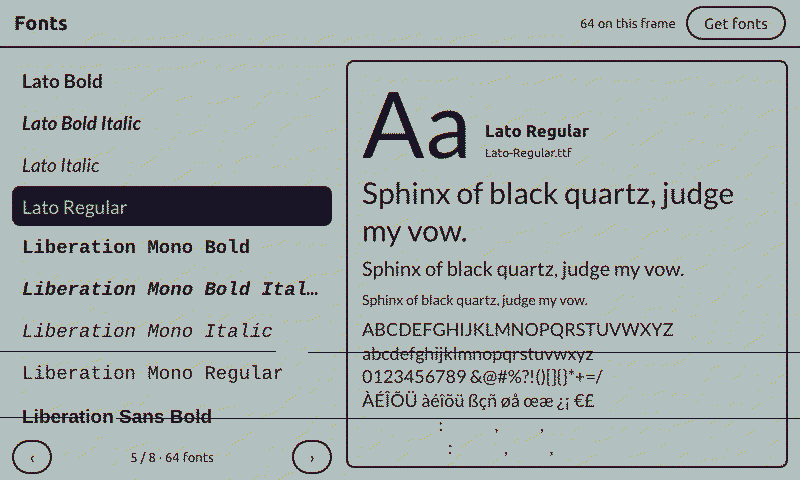 Fonts
64 on this frame
Get fonts
Lato Bold
Lato Bold Italic
Lato Italic
Lato Regular
Liberation Mono Bold
Liberation Mono Bold Ital…
Liberation Mono Italic
Liberation Mono Regular
Liberation Sans Bold
‹
5 / 8 · 64 fonts
›
Aa
Lato Regular
Lato-Regular.ttf
Sphinx of black quartz, judge
my vow.
Sphinx of black quartz, judge my vow.
Sphinx of black quartz, judge my vow.
ABCDEFGHIJKLMNOPQRSTUVWXYZ
abcdefghijklmnopqrstuvwxyz
0123456789 &@#%?!()[]{}*+=/
ÀÉÎÕÜ àéîõü ßçñ øå œæ ¿¡ €£
: , ,
: , ,